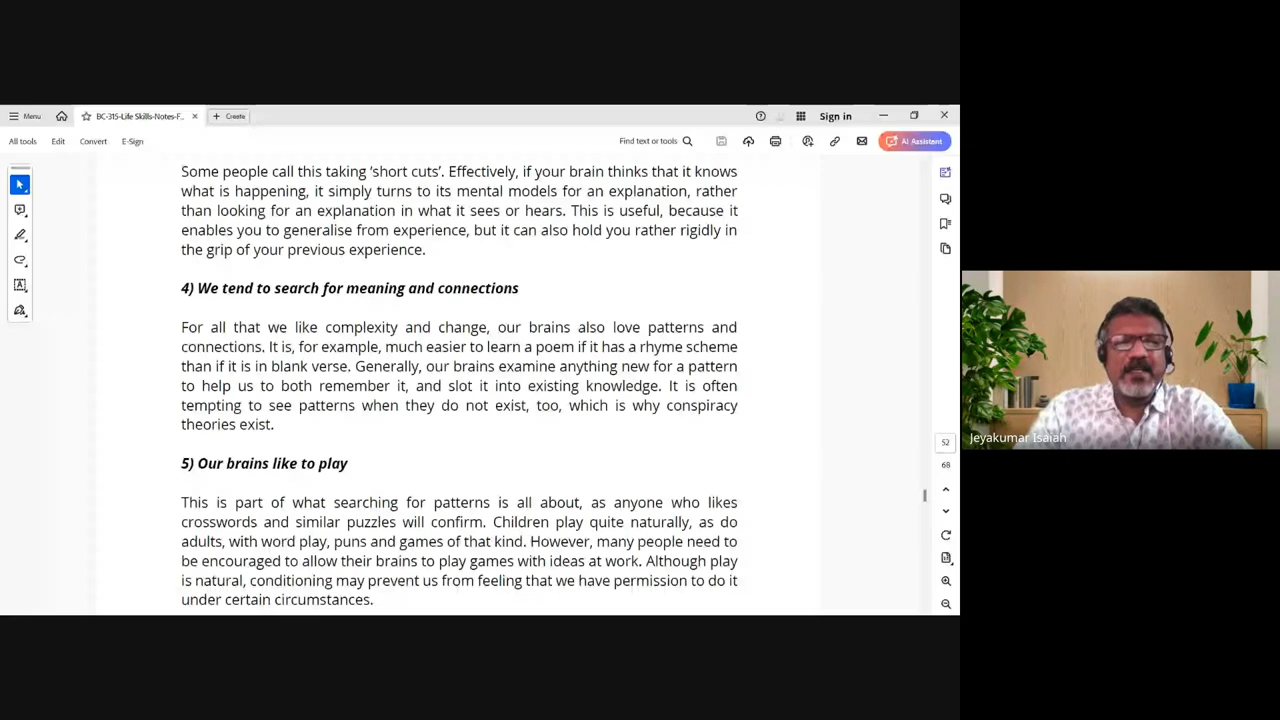 Menu
BC-315-Life Skills-Notes-F...
Create
Sign in
All tools
Edit
Convert
E-Sign
Find text or tools
AI Assistant
Some people call this taking ‘short cuts’. Effectively, if your brain thinks that it knows
what is happening, it simply turns to its mental models for an explanation, rather
than looking for an explanation in what it sees or hears. This is useful, because it
enables you to generalise from experience, but it can also hold you rather rigidly in
the grip of your previous experience.
4) We tend to search for meaning and connections
For all that we like complexity and change, our brains also love patterns and
connections. It is, for example, much easier to learn a poem if it has a rhyme scheme
than if it is in blank verse. Generally, our brains examine anything new for a pattern
to help us to both remember it, and slot it into existing knowledge. It is often
tempting to see patterns when they do not exist, too, which is why conspiracy
theories exist.
5) Our brains like to play
This is part of what searching for patterns is all about, as anyone who likes
crosswords and similar puzzles will confirm. Children play quite naturally, as do
adults, with word play, puns and games of that kind. However, many people need to
be encouraged to allow their brains to play games with ideas at work. Although play
is natural, conditioning may prevent us from feeling that we have permission to do it
under certain circumstances.
52
68
Jeyakumar Isaiah